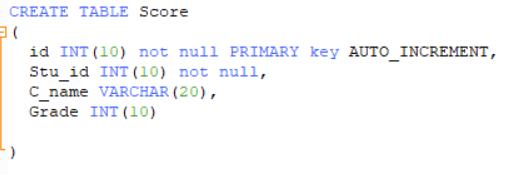 CREATE TABLE Score
(
id INT(10) not null PRIMARY key AUTO_INCREMENT,
Stu_id INT(10) not null,
C_name VARCHAR(20),
Grade INT(10)
)